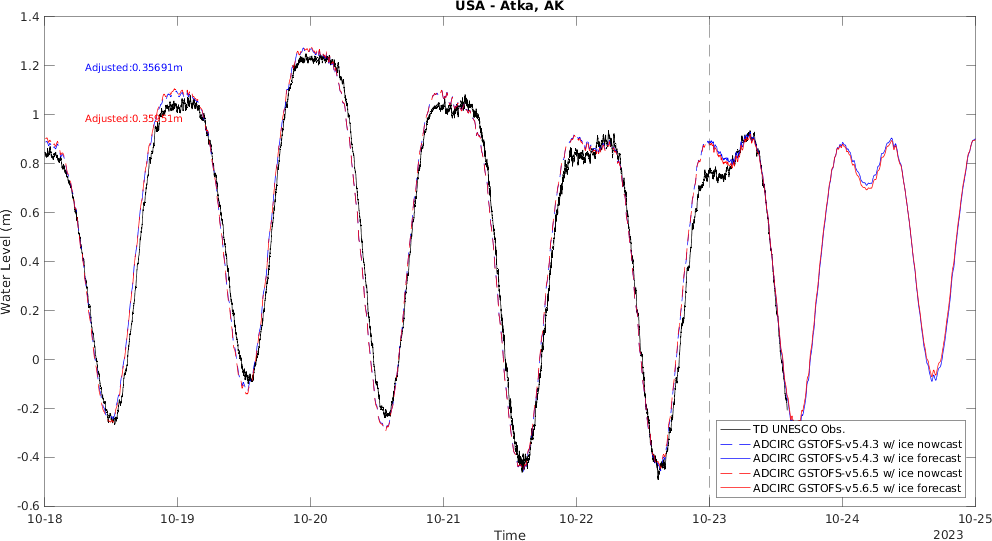 USA - Atka, AK
1.4
1.2
1
0.8
0.6
0.4
0.2
0
-0.2
-0.4
-0.6
Water Level (m)
Adjusted:0.35691m
TD UNESCO Obs.
ADCIRC GSTOFS-v5.4.3 w/ ice nowcast
ADCIRC GSTOFS-v5.4.3 w/ ice forecast
ADCIRC GSTOFS-v5.6.5 w/ ice nowcast
ADCIRC GSTOFS-v5.6.5 w/ ice forecast
10-18 10-19 10-20 10-21 10-22 10-23 10-24 10-25
Time
2023